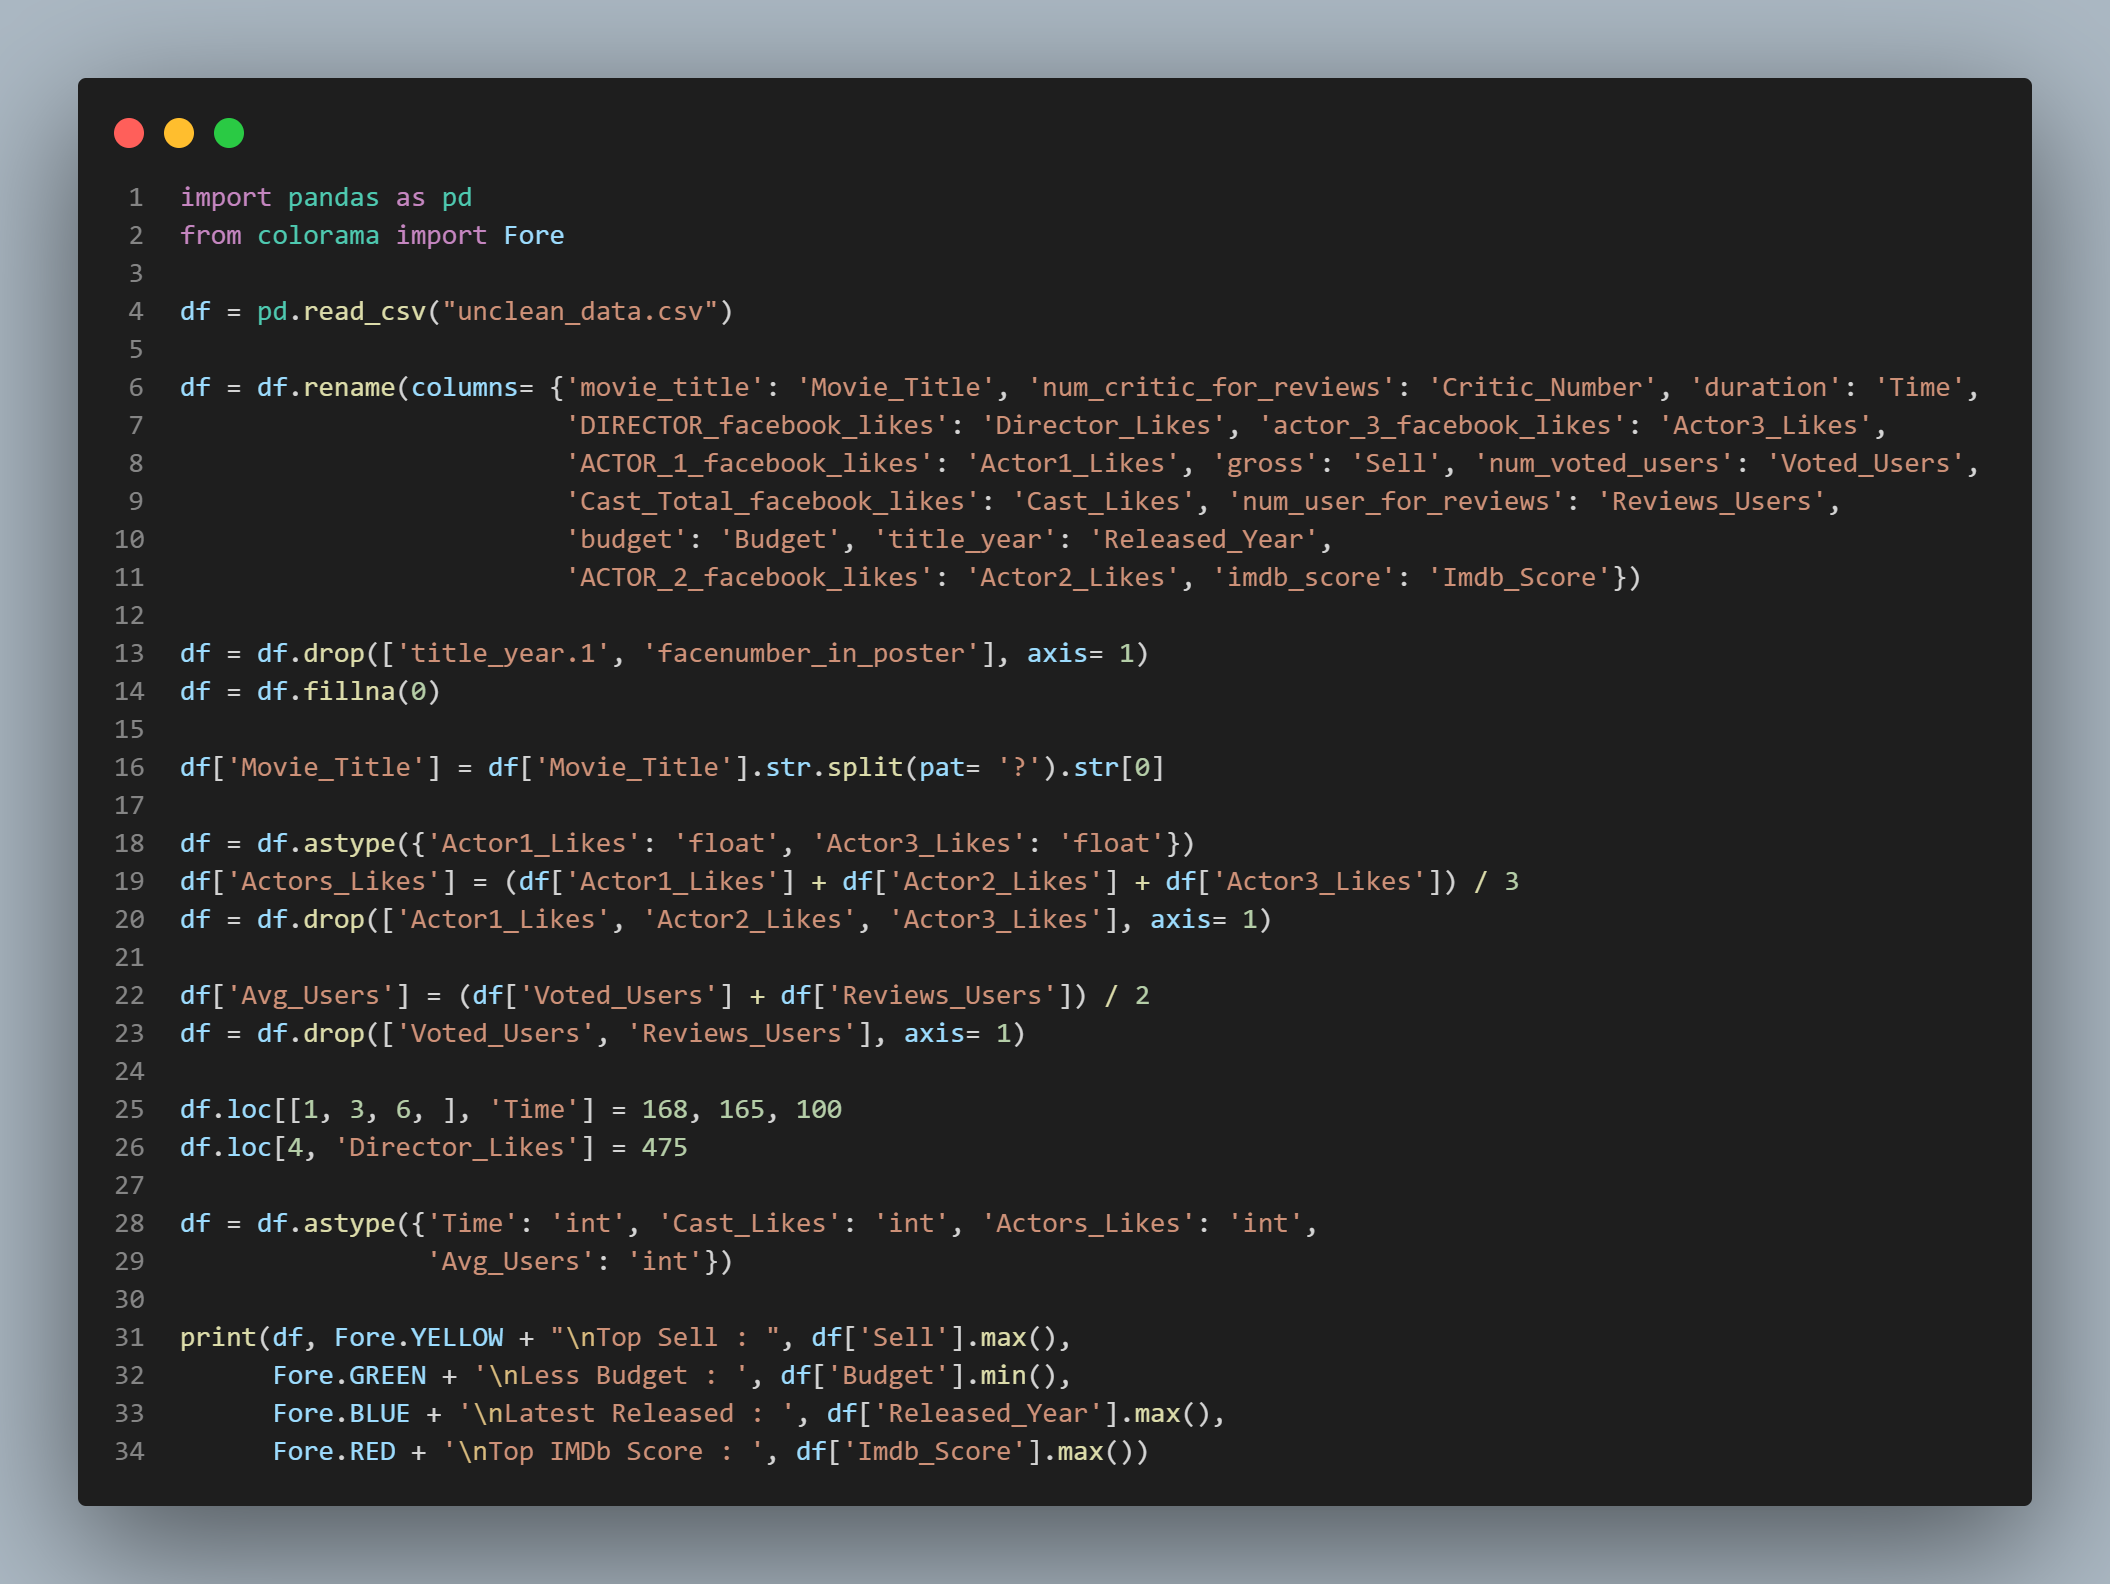 1 import pandas as pd
2 from colorama import Fore
3
4 df = pd.read_csv("unclean_data.csv")
5
6 df = df.rename(columns= {'movie_title': 'Movie_Title', 'num_critic_for_reviews': 'Critic_Number', 'duration': 'Time',
7                          'DIRECTOR_facebook_likes': 'Director_Likes', 'actor_3_facebook_likes': 'Actor3_Likes',
8                          'ACTOR_1_facebook_likes': 'Actor1_Likes', 'gross': 'Sell', 'num_voted_users': 'Voted_Users',
9                          'Cast_Total_facebook_likes': 'Cast_Likes', 'num_user_for_reviews': 'Reviews_Users',
10                         'budget': 'Budget', 'title_year': 'Released_Year',
11                         'ACTOR_2_facebook_likes': 'Actor2_Likes', 'imdb_score': 'Imdb_Score'})
12
13 df = df.drop(['title_year.1', 'facenumber_in_poster'], axis= 1)
14 df = df.fillna(0)
15
16 df['Movie_Title'] = df['Movie_Title'].str.split(pat= '?').str[0]
17
18 df = df.astype({'Actor1_Likes': 'float', 'Actor3_Likes': 'float'})
19 df['Actors_Likes'] = (df['Actor1_Likes'] + df['Actor2_Likes'] + df['Actor3_Likes']) / 3
20 df = df.drop(['Actor1_Likes', 'Actor2_Likes', 'Actor3_Likes'], axis= 1)
21
22 df['Avg_Users'] = (df['Voted_Users'] + df['Reviews_Users']) / 2
23 df = df.drop(['Voted_Users', 'Reviews_Users'], axis= 1)
24
25 df.loc[[1, 3, 6, ], 'Time'] = 168, 165, 100
26 df.loc[4, 'Director_Likes'] = 475
27
28 df = df.astype({'Time': 'int', 'Cast_Likes': 'int', 'Actors_Likes': 'int',
29                 'Avg_Users': 'int'})
30
31 print(df, Fore.YELLOW + "\nTop Sell : ", df['Sell'].max(),
32       Fore.GREEN + '\nLess Budget : ', df['Budget'].min(),
33       Fore.BLUE + '\nLatest Released : ', df['Released_Year'].max(),
34       Fore.RED + '\nTop IMDb Score : ', df['Imdb_Score'].max())